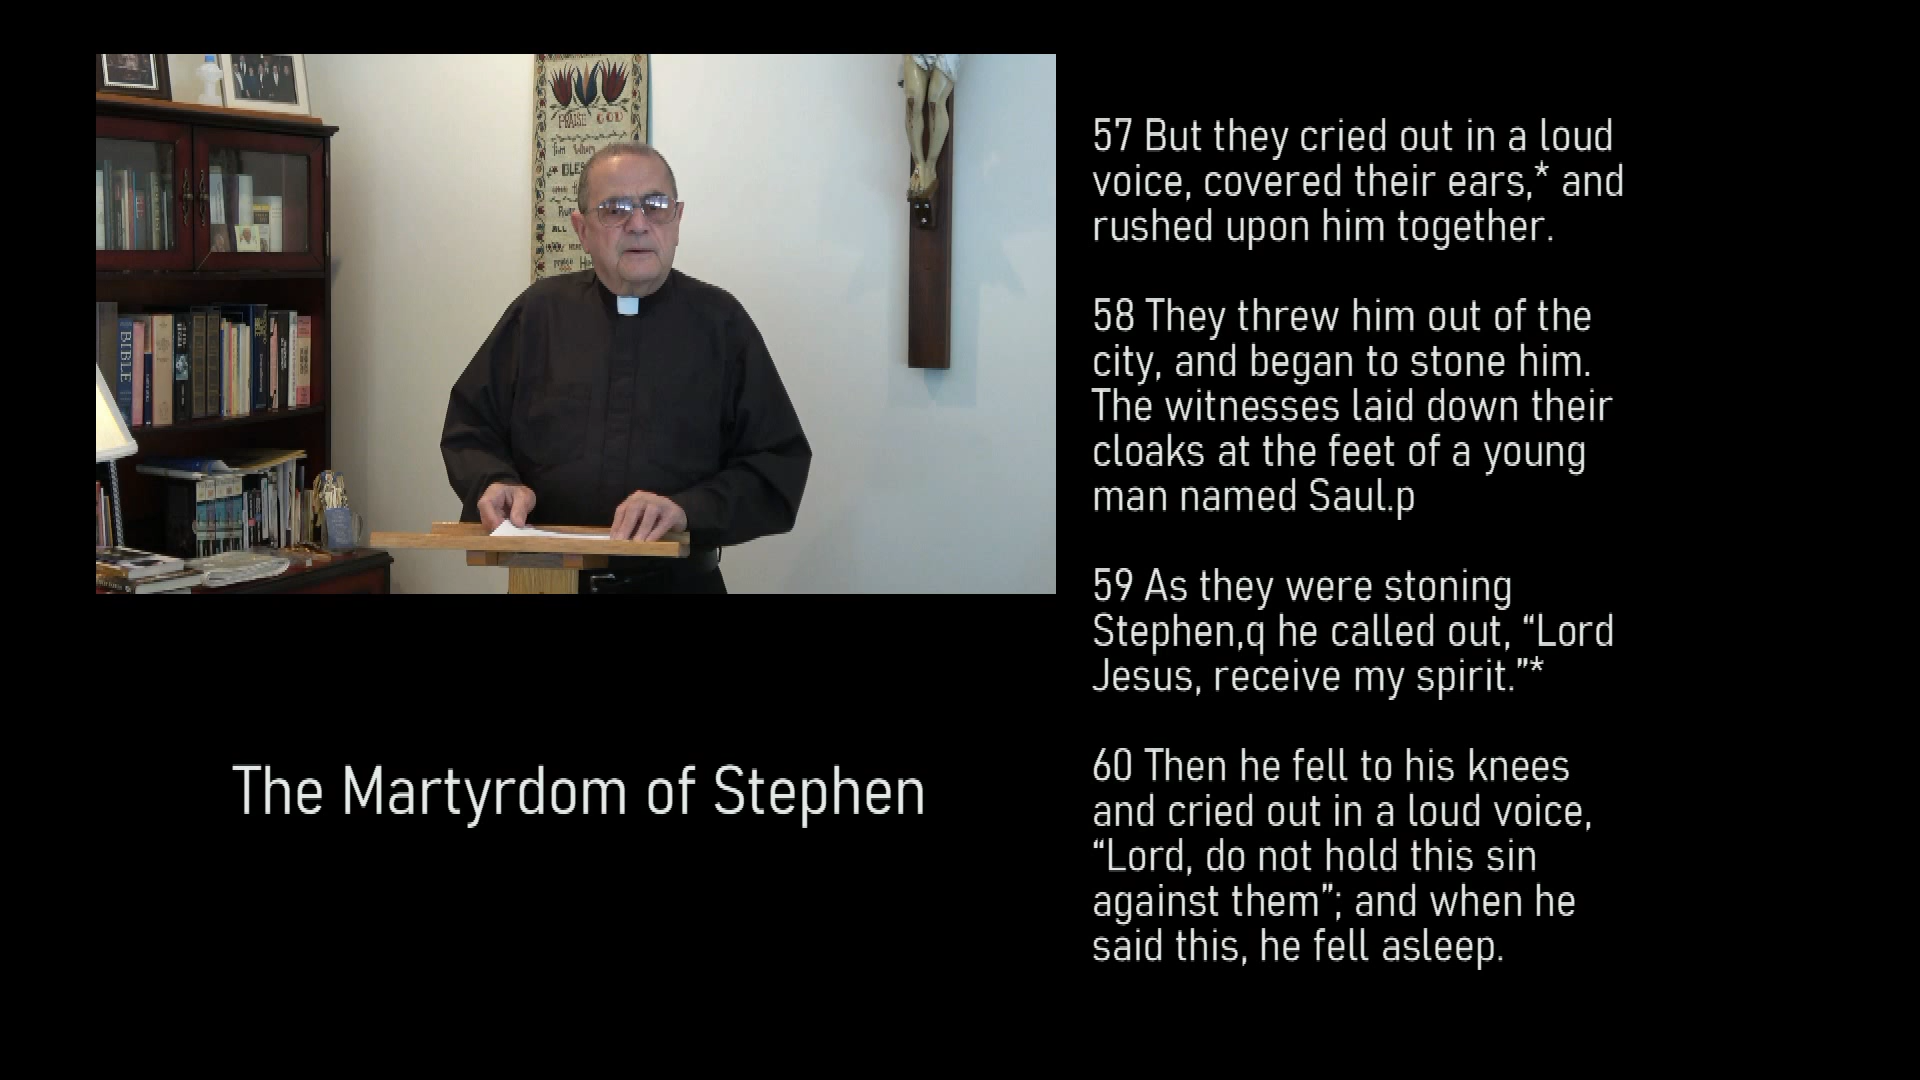 PRAISE GOD
BIBLE
The Martyrdom of Stephen
57 But they cried out in a loud
voice, covered their ears,* and
rushed upon him together.
58 They threw him out of the
city, and began to stone him.
The witnesses laid down their
cloaks at the feet of a young
man named Saul.p
59 As they were stoning
Stephen,q he called out, “Lord
Jesus, receive my spirit.”*
60 Then he fell to his knees
and cried out in a loud voice,
“Lord, do not hold this sin
against them”; and when he
said this, he fell asleep.